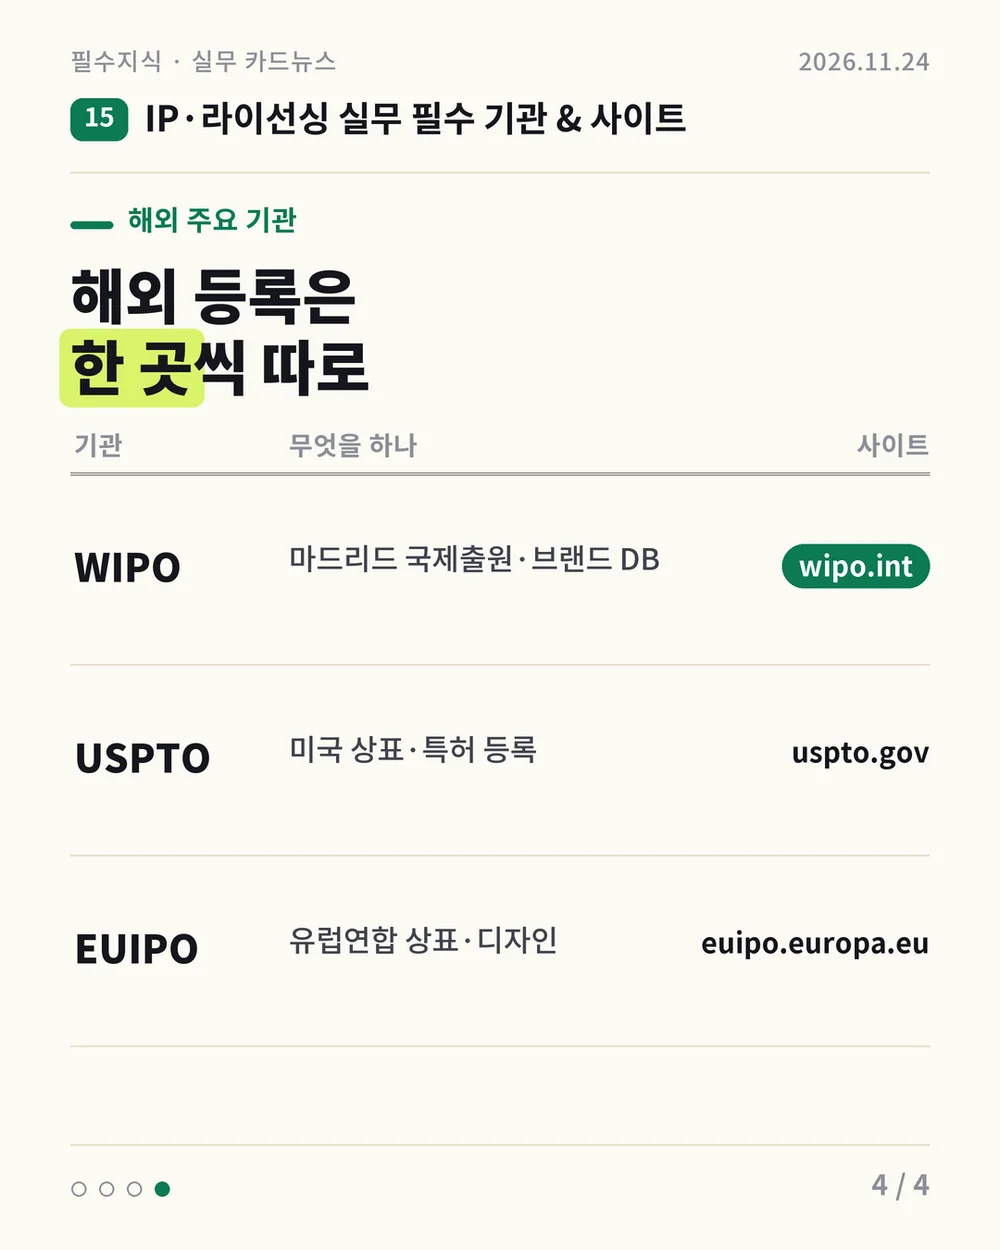 필수지식 · 실무 카드뉴스
2026.11.24
15 IP·라이선싱 실무 필수 기관 & 사이트
해외 주요 기관
해외 등록은
한 곳씩 따로
기관 무엇을 하나 사이트
WIPO 마드리드 국제출원·브랜드 DB wipo.int
USPTO 미국 상표·특허 등록 uspto.gov
EUIPO 유럽연합 상표·디자인 euipo.europa.eu
4 / 4